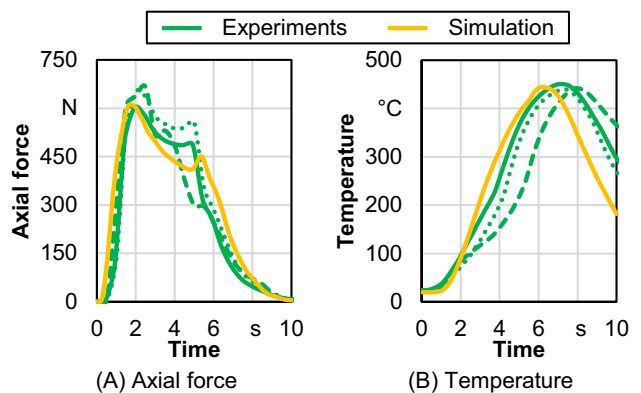 Experiments Simulation
750
N
450
300
150
0
Axial force
0 2 4 6 s 10
Time
(A) Axial force
500
°C
300
200
100
0
Temperature
0 2 4 6 s 10
Time
(B) Temperature